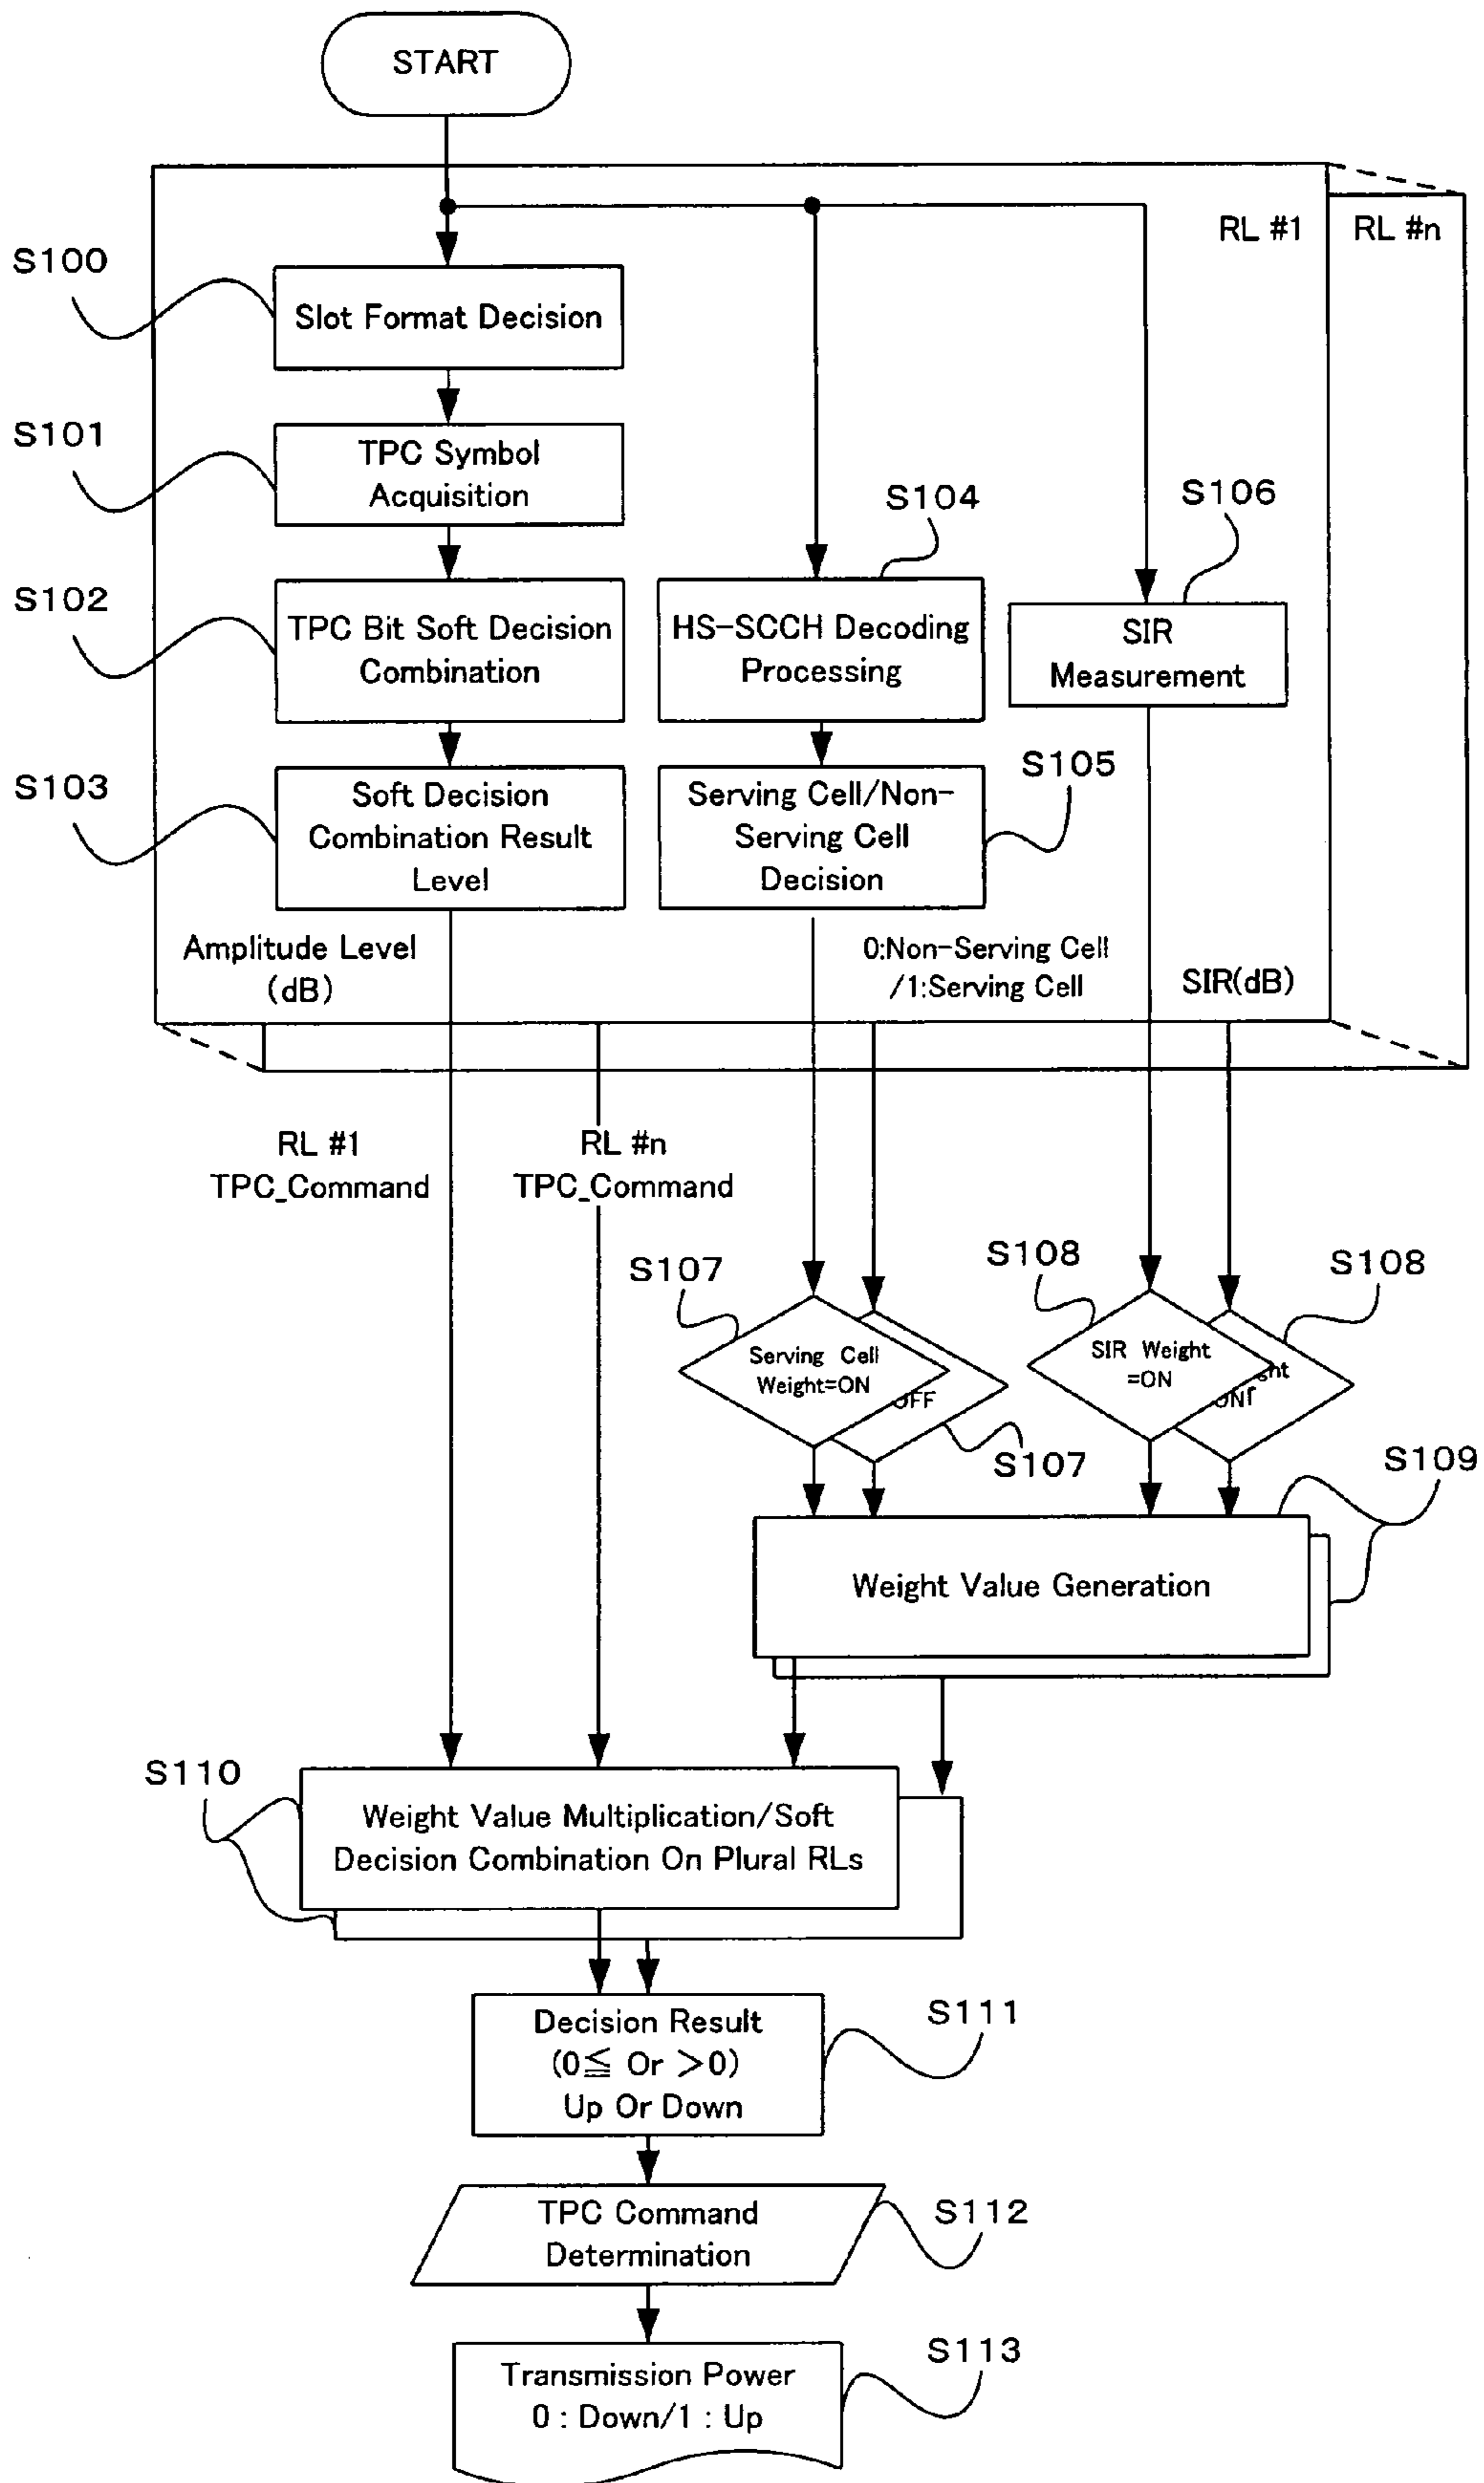 START
RL #1
RL #n
S100
Slot Format Decision
S101
TPC Symbol
Acquisition
S104
S106
S102
TPC Bit Soft Decision
Combination
HS-SCCH Decoding
Processing
SIR
Measurement
S103
Soft Decision
Combination Result
Level
Serving Cell/Non-
Serving Cell
Decision
S105
Amplitude Level
(dB)
0:Non-Serving Cell
/1:Serving Cell
SIR(dB)
RL #1
TPC_Command
RL #n
TPC_Command
S107
S108
S108
Serving Cell
Weight=ON
OFF
SIR Weight
=ON
S107
S109
Weight Value Generation
S110
Weight Value Multiplication/Soft
Decision Combination On Plural RLs
Decision Result
(0≦ Or >0)
Up Or Down
S111
TPC Command
Determination
S112
Transmission Power
0 : Down/1 : Up
S113